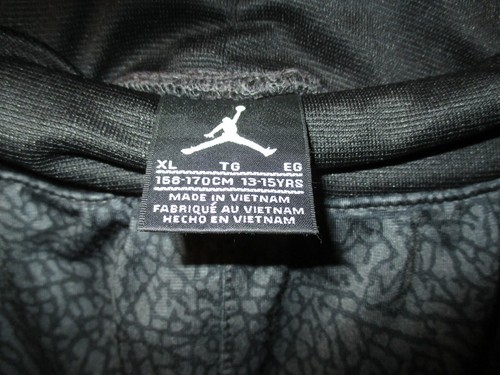 XL TG EG
158-170CM 13-15YRS
MADE IN VIETNAM
FABRIQUÉ AU VIETNAM
HECHO EN VIETNAM